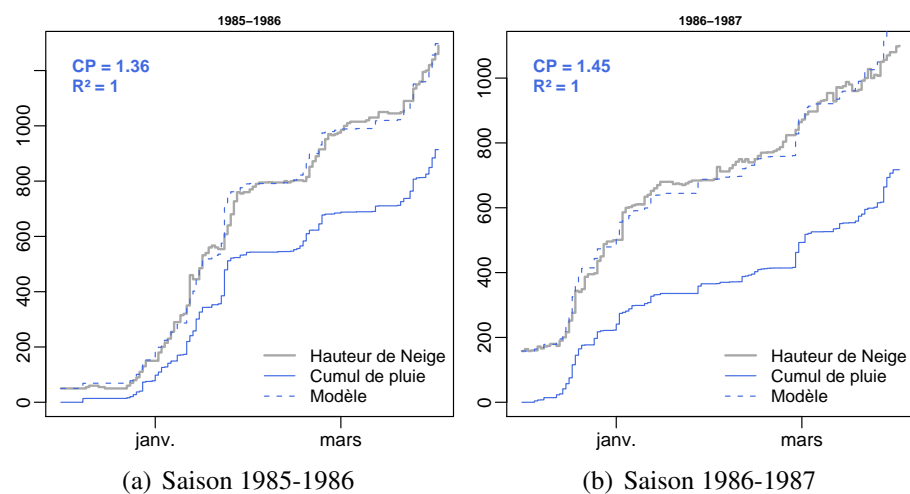 1985–1986
CP = 1.36
R² = 1
0
200
400
600
800
1000
janv.
mars
Hauteur de Neige
Cumul de pluie
Modèle
(a) Saison 1985-1986
1986–1987
CP = 1.45
R² = 1
0
200
400
600
800
1000
janv.
mars
Hauteur de Neige
Cumul de pluie
Modèle
(b) Saison 1986-1987